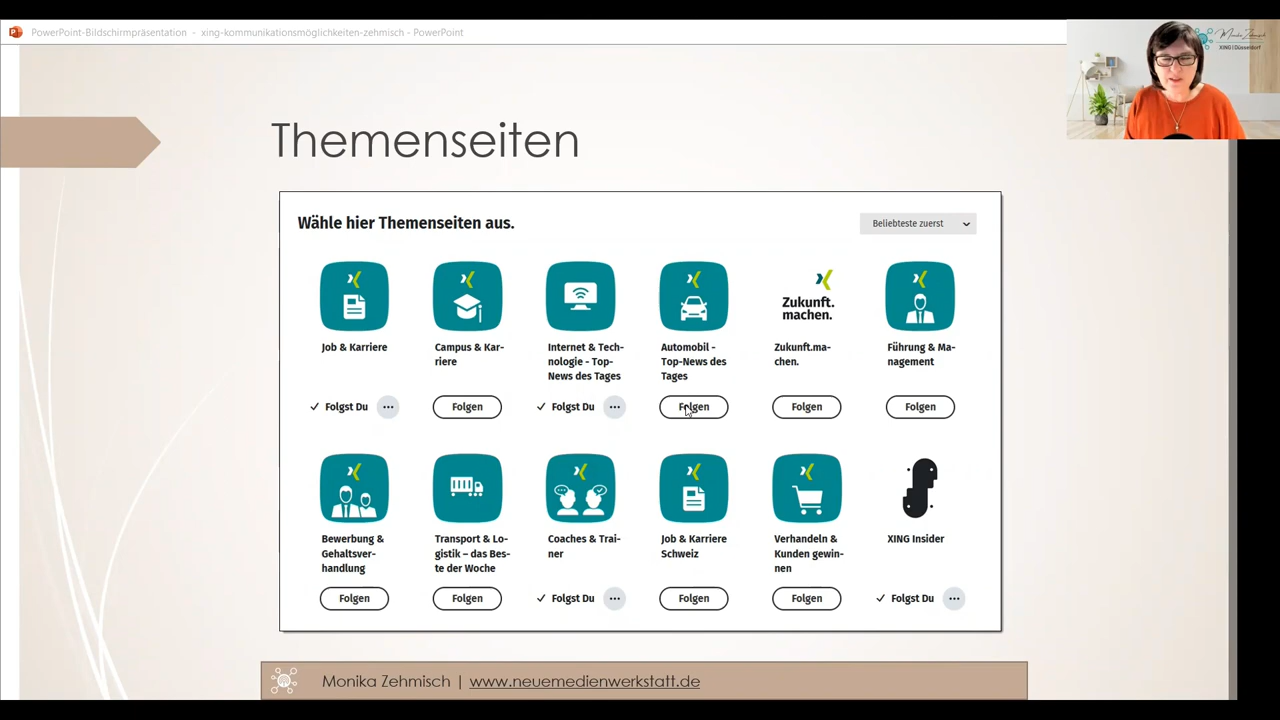 PowerPoint-Bildschirmpräsentation - xing-kommunikationsmöglichkeiten-zehmisch - PowerPoint
Monika Zehmisch
XING | Düsseldorf
Themenseiten
Wähle hier Themenseiten aus.
Beliebteste zuerst
Zukunft.
machen.
Job & Karriere
Campus & Kar-
riere
Internet & Tech-
nologie - Top-
News des Tages
Automobil -
Top-News des
Tages
Zukunft.ma-
chen.
Führung & Ma-
nagement
Folgst Du
Folgen
Folgst Du
Folgen
Folgen
Folgen
Bewerbung &
Gehaltsver-
handlung
Transport & Lo-
gistik – das Bes-
te der Woche
Coaches & Trai-
ner
Job & Karriere
Schweiz
Verhandeln &
Kunden gewin-
nen
XING Insider
Folgen
Folgen
Folgst Du
Folgen
Folgen
Folgst Du
Monika Zehmisch | www.neuemedienwerkstatt.de